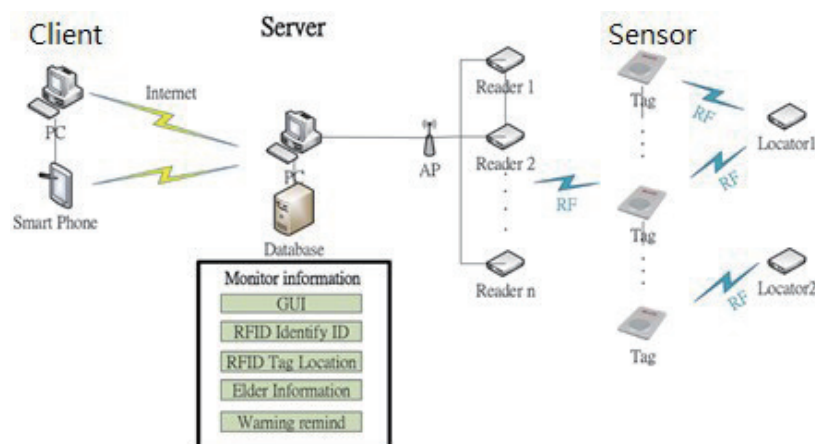 Client
Server
Sensor
Internet
PC
Smart Phone
PC
Database
AP
Reader 1
Reader 2
Reader n
RF
Tag
Tag
Tag
RF
RF
RF
Locator1
Locator2
Monitor information
GUI
RFID Identify ID
RFID Tag Location
Elder Information
Warning remind